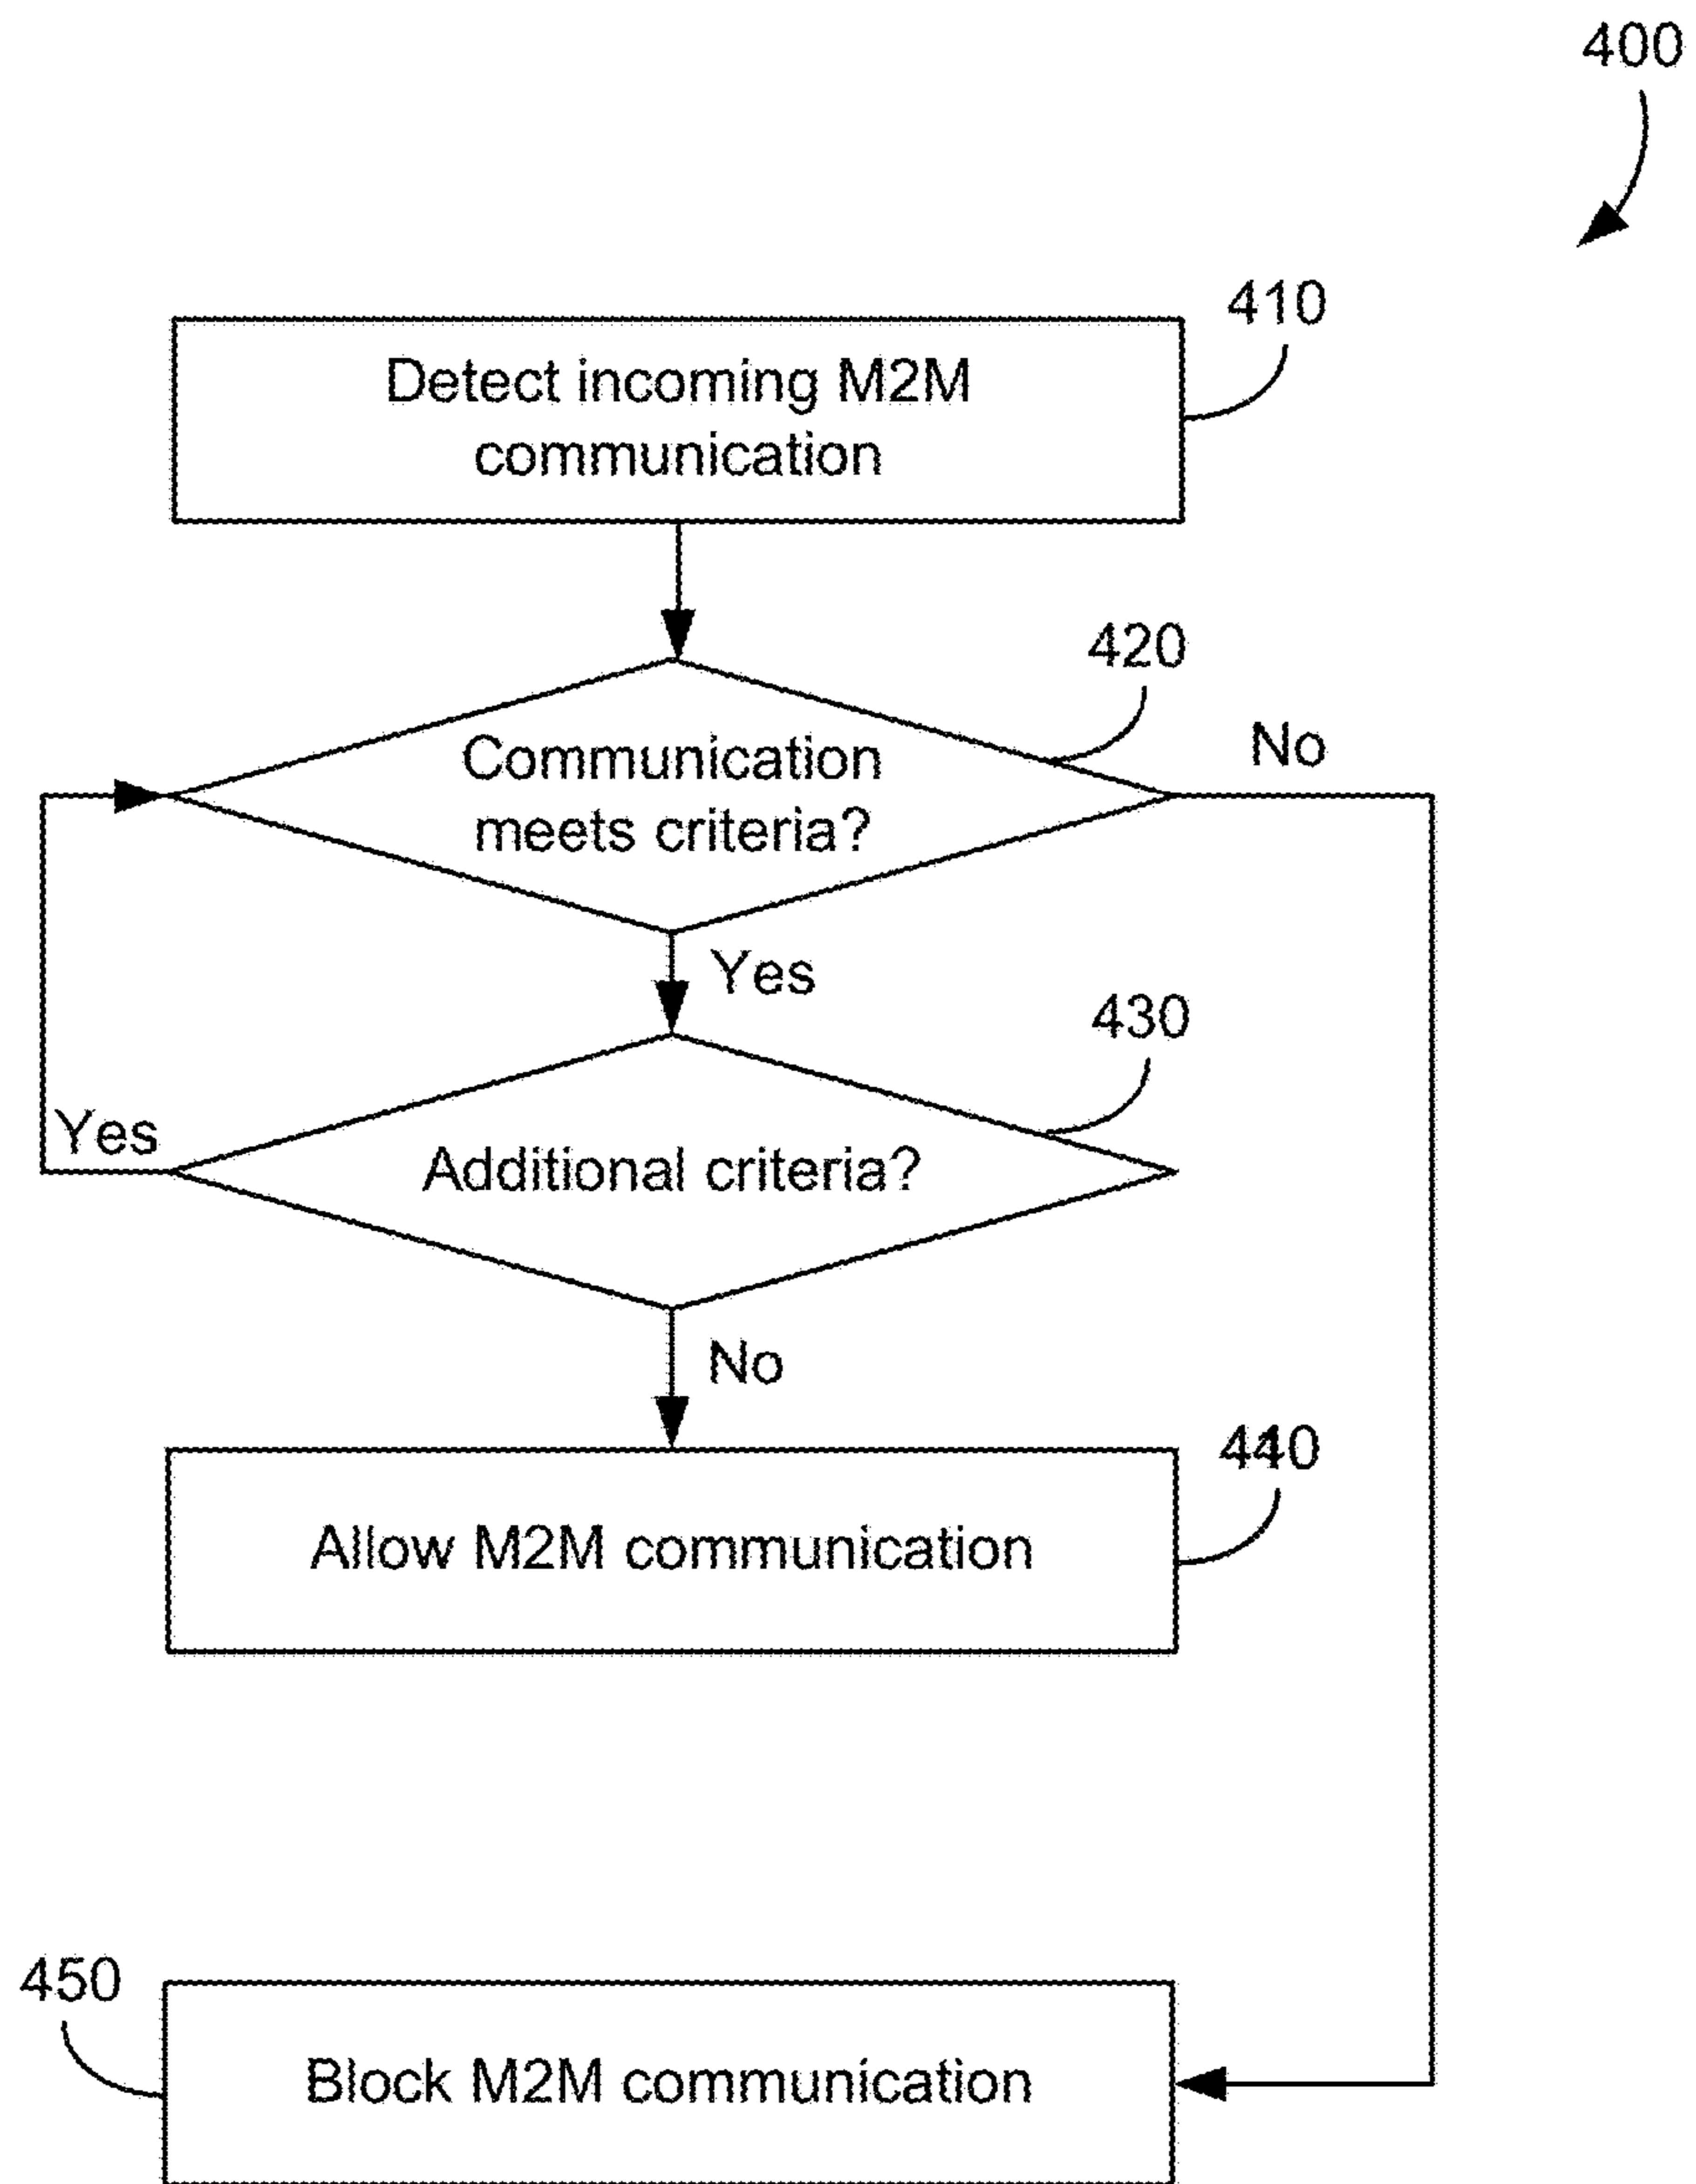 400
410
Detect incoming M2M
communication
420
No
Communication
meets criteria?
Yes
430
Yes
Additional criteria?
No
440
Allow M2M communication
450
Block M2M communication